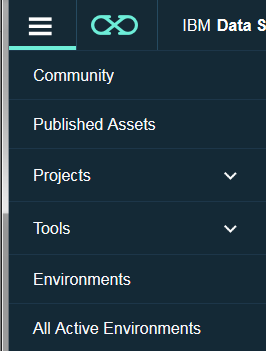 IBM Data S
Community
Published Assets
Projects
Tools
Environments
All Active Environments